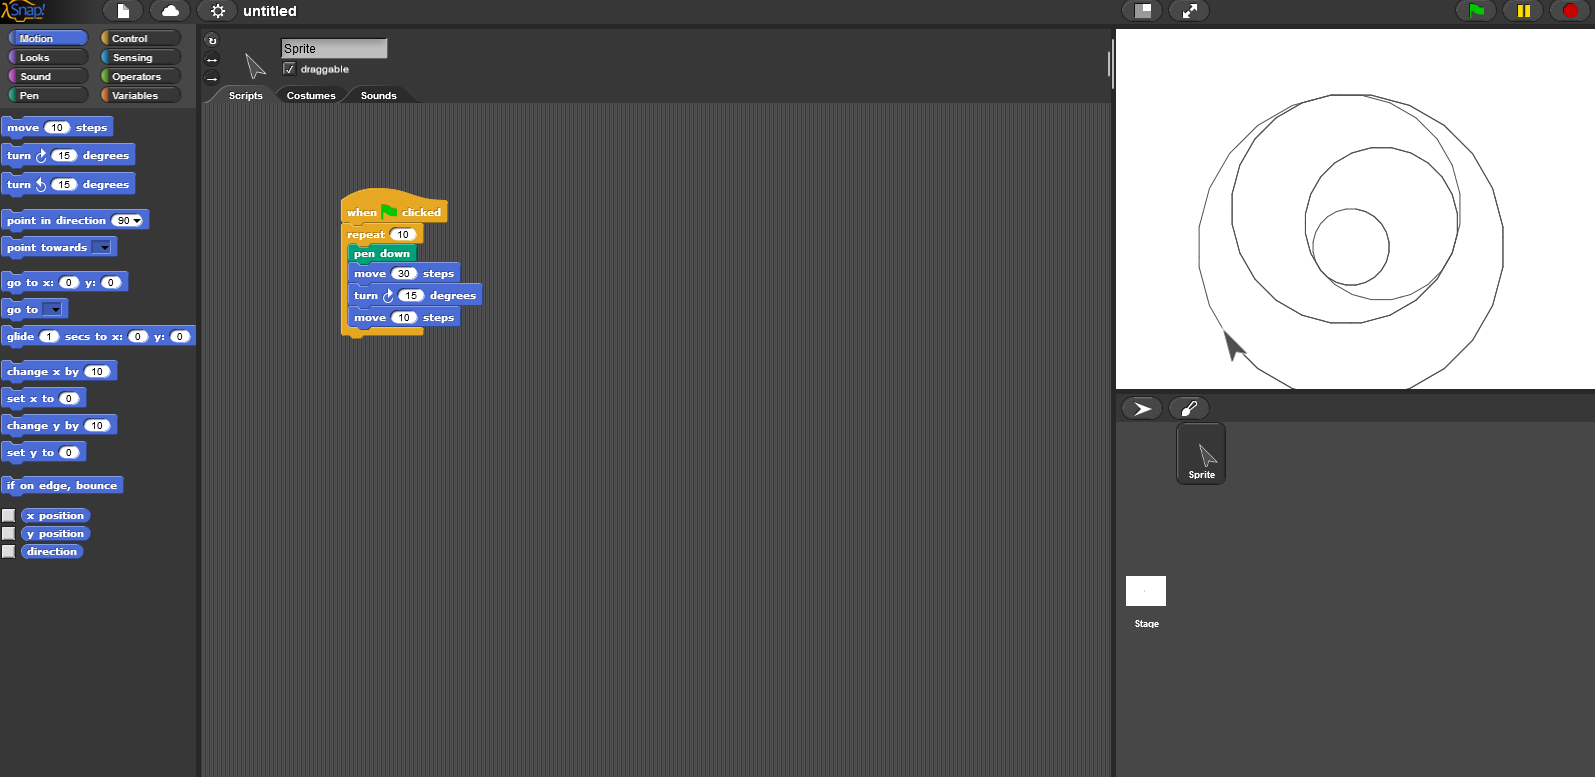 Snap!
untitled
Motion
Control
Looks
Sensing
Sound
Operators
Pen
Variables
Sprite
draggable
Scripts
Costumes
Sounds
move 10 steps
turn 15 degrees
turn 15 degrees
point in direction 90
point towards
go to x: 0 y: 0
go to
glide 1 secs to x: 0 y: 0
change x by 10
set x to 0
change y by 10
set y to 0
if on edge, bounce
x position
y position
direction
when clicked
repeat 10
pen down
move 30 steps
turn 15 degrees
move 10 steps
Sprite
Stage